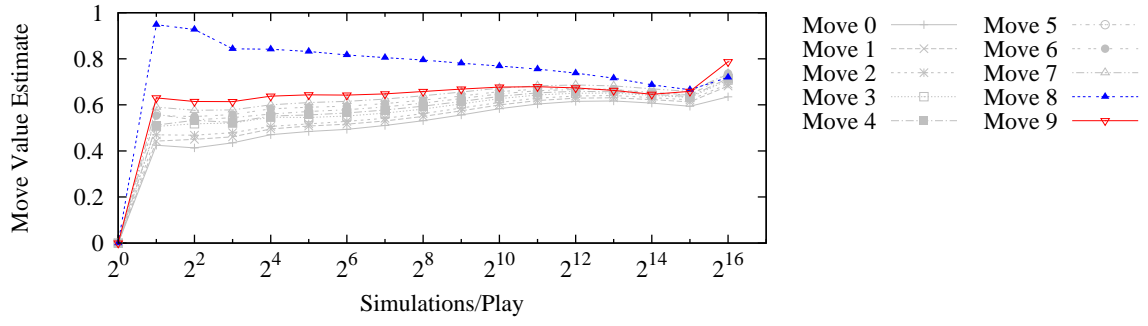 Move Value Estimate
1
0.8
0.6
0.4
0.2
0
2^0 2^2 2^4 2^6 2^8 2^10 2^12 2^14 2^16
Simulations/Play
Move 0
Move 1
Move 2
Move 3
Move 4
Move 5
Move 6
Move 7
Move 8
Move 9